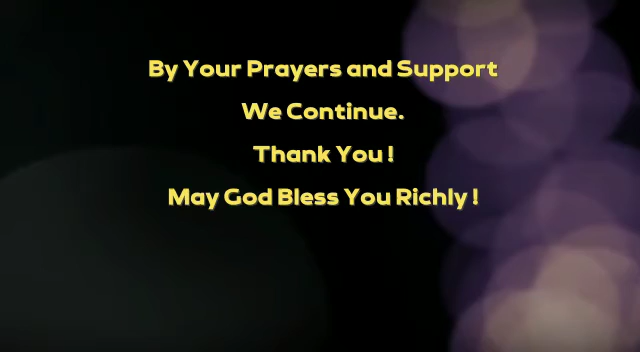 By Your Prayers and Support
We Continue.
Thank You !
May God Bless You Richly !